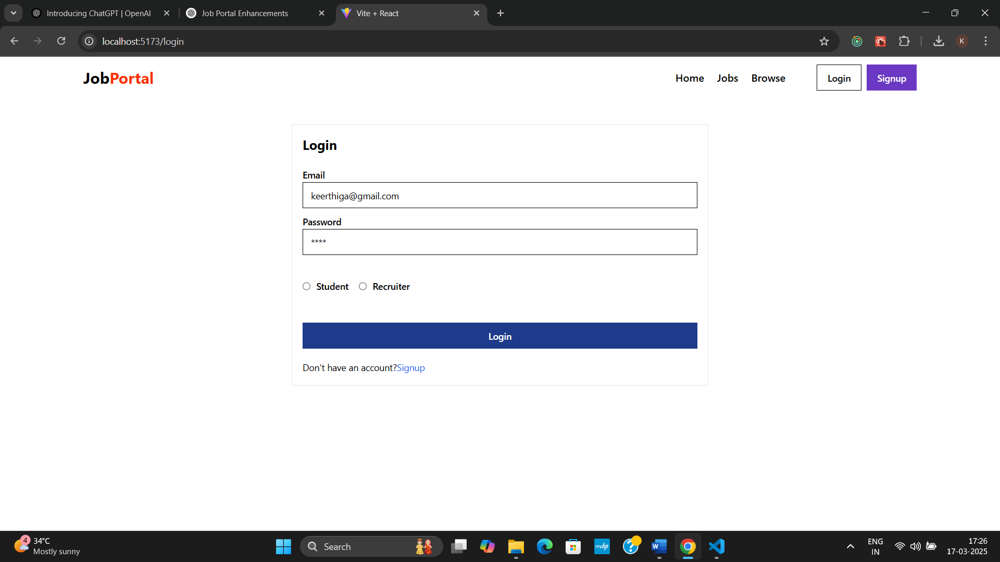 Introducing ChatGPT | OpenAI
Job Portal Enhancements
Vite + React
localhost:5173/login
K
JobPortal
Home
Jobs
Browse
Login
Signup
Login
Email
keerthiga@gmail.com
Password
****
Student
Recruiter
Login
Don't have an account?Signup
4
34°C
Mostly sunny
Search
myhp
W
ENG
IN
17:26
17-03-2025